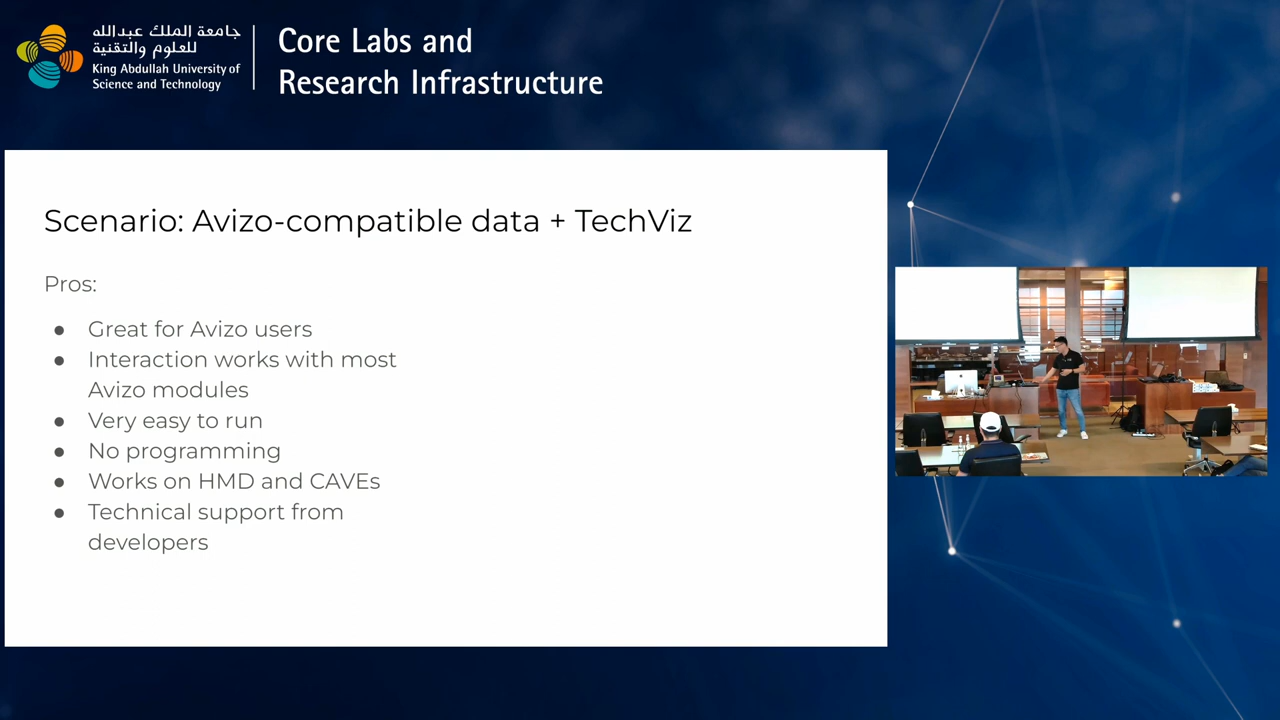 جامعة الملك عبدالله
للعلوم والتقنية
King Abdullah University of
Science and Technology
Core Labs and
Research Infrastructure
Scenario: Avizo-compatible data + TechViz
Pros:
● Great for Avizo users
● Interaction works with most
Avizo modules
● Very easy to run
● No programming
● Works on HMD and CAVEs
● Technical support from
developers